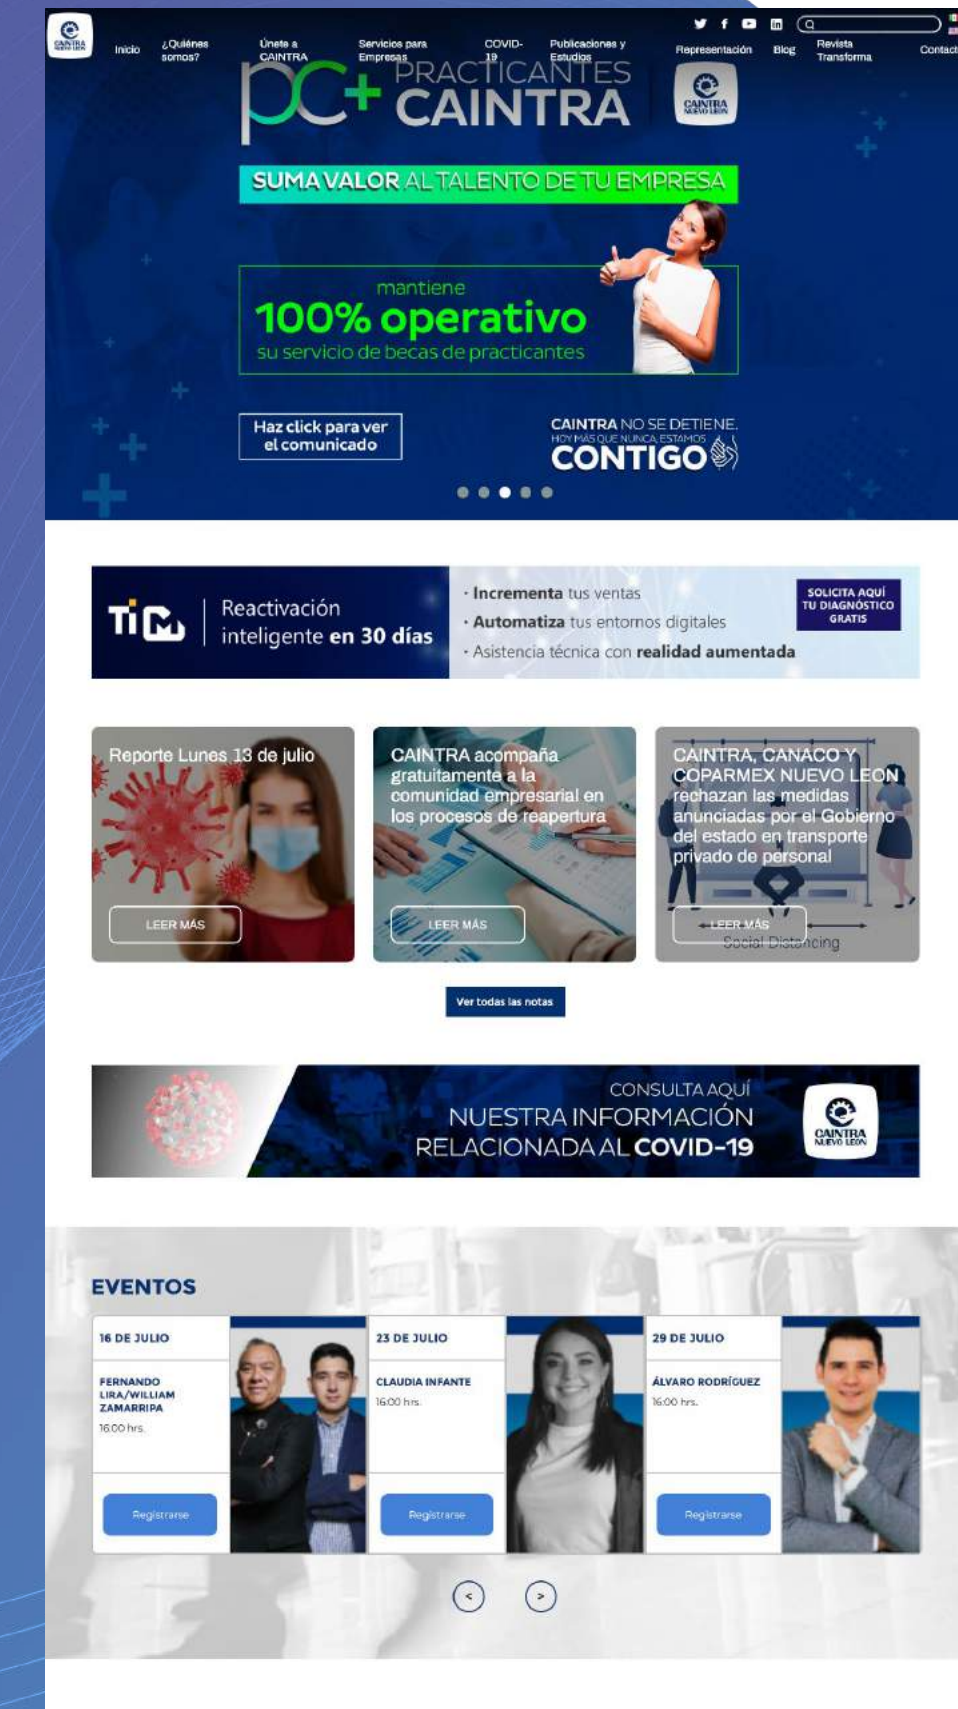 CAINTRA
NUEVO LEÓN
Inicio
¿Quiénes
somos?
Únete a
CAINTRA
Servicios para
Empresas
COVID-
19
Publicaciones y
Estudios
Representación
Blog
Revista
Transforma
Contact
pc+ PRACTICANTES
CAINTRA
CAINTRA
NUEVO LEÓN
SUMA VALOR AL TALENTO DE TU EMPRESA
mantiene
100% operativo
su servicio de becas de practicantes
Haz click para ver
el comunicado
CAINTRA NO SE DETIENE.
HOY MÁS QUE NUNCA, ESTAMOS
CONTIGO
TiM
Reactivación
inteligente en 30 días
· Incrementa tus ventas
· Automatiza tus entornos digitales
· Asistencia técnica con realidad aumentada
SOLICITA AQUÍ
TU DIAGNÓSTICO
GRATIS
Reporte Lunes 13 de julio
LEER MÁS
CAINTRA acompaña
gratuitamente a la
comunidad empresarial en
los procesos de reapertura
LEER MÁS
CAINTRA, CANACO Y
COPARMEX NUEVO LEON
rechazan las medidas
anunciadas por el Gobierno
del estado en transporte
privado de personal
LEER MÁS
Social Distancing
Ver todas las notas
CONSULTA AQUÍ
NUESTRA INFORMACIÓN
RELACIONADA AL COVID-19
CAINTRA
NUEVO LEÓN
EVENTOS
16 DE JULIO
FERNANDO
LIRA/WILLIAM
ZAMARRIPA
16:00 hrs.
Registrarse
23 DE JULIO
CLAUDIA INFANTE
16:00 hrs.
Registrarse
29 DE JULIO
ÁLVARO RODRÍGUEZ
16:00 hrs.
Registrarse
< >